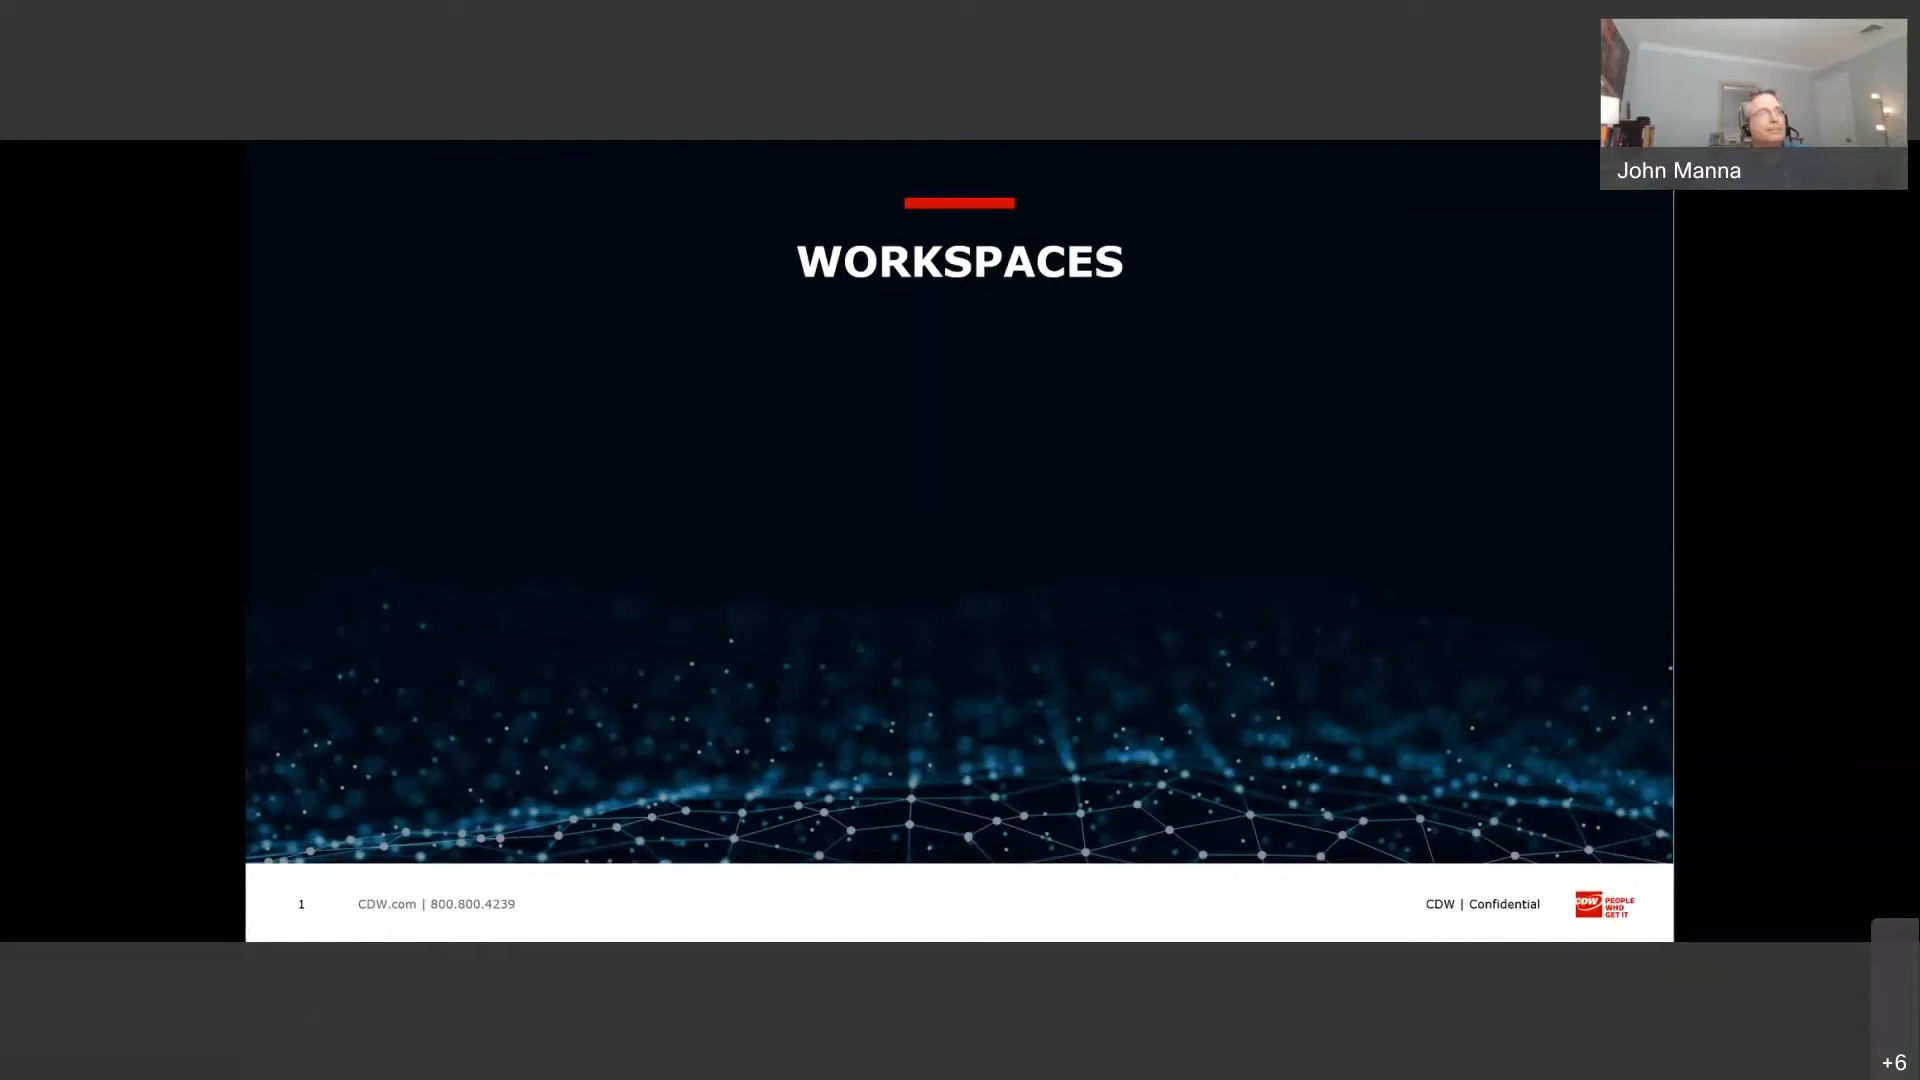 John Manna
WORKSPACES
1
CDW.com | 800.800.4239
CDW | Confidential
CDW
PEOPLE
WHO
GET IT
+6